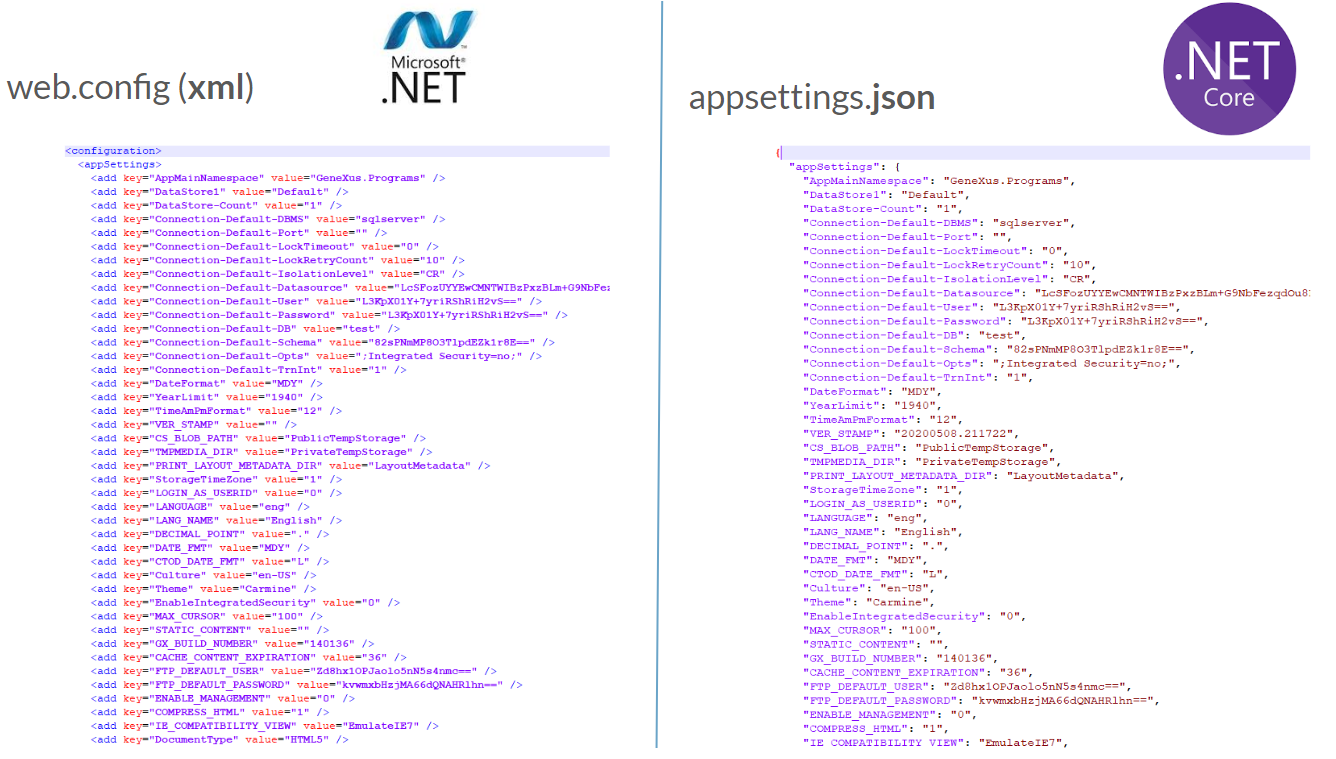 web.config (xml)
Microsoft®
.NET
<configuration>
<appSettings>
<add key="AppMainNamespace" value="GeneXus.Programs" />
<add key="DataStore1" value="Default" />
<add key="DataStore-Count" value="1" />
<add key="Connection-Default-DBMS" value="sqlserver" />
<add key="Connection-Default-Port" value="" />
<add key="Connection-Default-LockTimeout" value="0" />
<add key="Connection-Default-LockRetryCount" value="10" />
<add key="Connection-Default-IsolationLevel" value="CR" />
<add key="Connection-Default-Datasource" value="LcSFozUYYEwCMNTWIBzPxzBLm+G9NbFez
<add key="Connection-Default-User" value="L3KpX01Y+7yriRShRiH2vS==" />
<add key="Connection-Default-Password" value="L3KpX01Y+7yriRShRiH2vS==" />
<add key="Connection-Default-DB" value="test" />
<add key="Connection-Default-Schema" value="82sPNmMP8O3TlpdEZk1r8E==" />
<add key="Connection-Default-Opts" value=";Integrated Security=no;" />
<add key="Connection-Default-TrnInt" value="1" />
<add key="DateFormat" value="MDY" />
<add key="YearLimit" value="1940" />
<add key="TimeAmPmFormat" value="12" />
<add key="VER_STAMP" value="" />
<add key="CS_BLOB_PATH" value="PublicTempStorage" />
<add key="TMPMEDIA_DIR" value="PrivateTempStorage" />
<add key="PRINT_LAYOUT_METADATA_DIR" value="LayoutMetadata" />
<add key="StorageTimeZone" value="1" />
<add key="LOGIN_AS_USERID" value="0" />
<add key="LANGUAGE" value="eng" />
<add key="LANG_NAME" value="English" />
<add key="DECIMAL_POINT" value="." />
<add key="DATE_FMT" value="MDY" />
<add key="CTOD_DATE_FMT" value="L" />
<add key="Culture" value="en-US" />
<add key="Theme" value="Carmine" />
<add key="EnableIntegratedSecurity" value="0" />
<add key="MAX_CURSOR" value="100" />
<add key="STATIC_CONTENT" value="" />
<add key="GX_BUILD_NUMBER" value="140136" />
<add key="CACHE_CONTENT_EXPIRATION" value="36" />
<add key="FTP_DEFAULT_USER" value="Zd8hx1OPJaolo5nN5s4nmc==" />
<add key="FTP_DEFAULT_PASSWORD" value="kvwmxbHzjMA66dQNAHRlhn==" />
<add key="ENABLE_MANAGEMENT" value="0" />
<add key="COMPRESS_HTML" value="1" />
<add key="IE_COMPATIBILITY_VIEW" value="EmulateIE7" />
<add key="DocumentType" value="HTML5" />
.NET
Core
appsettings.json
{
"appSettings": {
"AppMainNamespace": "GeneXus.Programs",
"DataStore1": "Default",
"DataStore-Count": "1",
"Connection-Default-DBMS": "sqlserver",
"Connection-Default-Port": "",
"Connection-Default-LockTimeout": "0",
"Connection-Default-LockRetryCount": "10",
"Connection-Default-IsolationLevel": "CR",
"Connection-Default-Datasource": "LcSFozUYYEwCMNTWIBzPxzBLm+G9NbFezqdOu8
"Connection-Default-User": "L3KpX01Y+7yriRShRiH2vS==",
"Connection-Default-Password": "L3KpX01Y+7yriRShRiH2vS==",
"Connection-Default-DB": "test",
"Connection-Default-Schema": "82sPNmMP8O3TlpdEZk1r8E==",
"Connection-Default-Opts": ";Integrated Security=no;",
"Connection-Default-TrnInt": "1",
"DateFormat": "MDY",
"YearLimit": "1940",
"TimeAmPmFormat": "12",
"VER_STAMP": "20200508.211722",
"CS_BLOB_PATH": "PublicTempStorage",
"TMPMEDIA_DIR": "PrivateTempStorage",
"PRINT_LAYOUT_METADATA_DIR": "LayoutMetadata",
"StorageTimeZone": "1",
"LOGIN_AS_USERID": "0",
"LANGUAGE": "eng",
"LANG_NAME": "English",
"DECIMAL_POINT": ".",
"DATE_FMT": "MDY",
"CTOD_DATE_FMT": "L",
"Culture": "en-US",
"Theme": "Carmine",
"EnableIntegratedSecurity": "0",
"MAX_CURSOR": "100",
"STATIC_CONTENT": "",
"GX_BUILD_NUMBER": "140136",
"CACHE_CONTENT_EXPIRATION": "36",
"FTP_DEFAULT_USER": "Zd8hx1OPJaolo5nN5s4nmc==",
"FTP_DEFAULT_PASSWORD": "kvwmxbHzjMA66dQNAHRlhn==",
"ENABLE_MANAGEMENT": "0",
"COMPRESS_HTML": "1",
"IE_COMPATIBILITY_VIEW": "EmulateIE7",